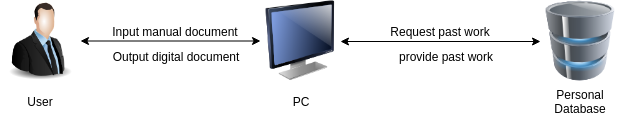 Input manual document
Output digital document
Request past work
provide past work
User
PC
Personal
Database